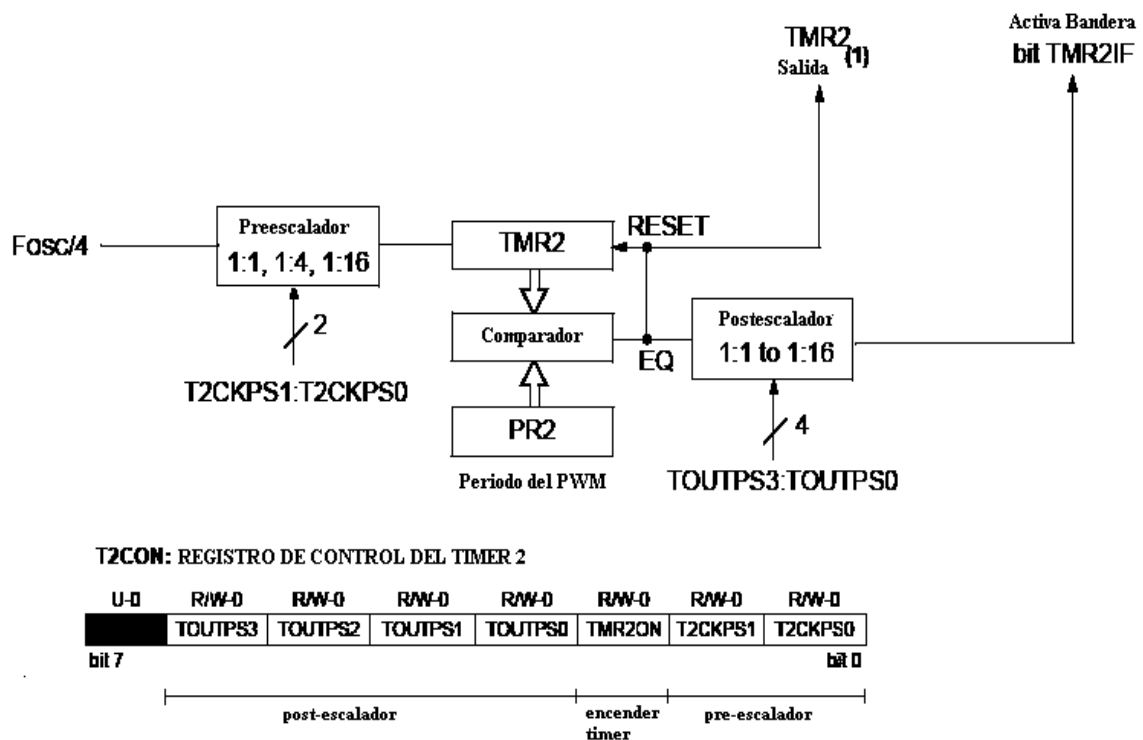 Activa Bandera
bit TMR2IF
TMR2 (1)
Salida
Fosc/4
Preescalador
1:1, 1:4, 1:16
2
T2CKPS1:T2CKPS0
TMR2
RESET
Comparador
EQ
PR2
Periodo del PWM
Postescalador
1:1 to 1:16
4
TOUTPS3:TOUTPS0
T2CON: REGISTRO DE CONTROL DEL TIMER 2
U-0 R/W-0 R/W-0 R/W-0 R/W-0 R/W-0 R/W-0 R/W-0
TOUTPS3 TOUTPS2 TOUTPS1 TOUTPS0 TMR2ON T2CKPS1 T2CKPS0
bit 7 bit 0
post-escalador encender timer pre-escalador